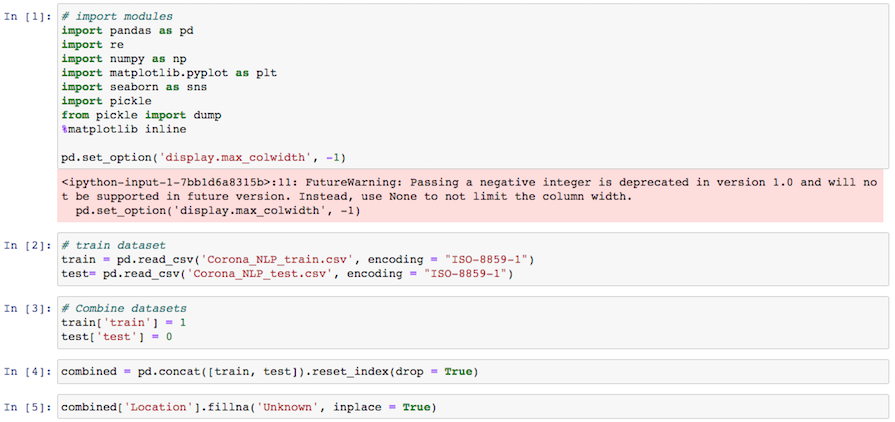 In [1]: # import modules
import pandas as pd
import re
import numpy as np
import matplotlib.pyplot as plt
import seaborn as sns
import pickle
from pickle import dump
%matplotlib inline
pd.set_option('display.max_colwidth', -1)
<ipython-input-1-7bb1d6a8315b>:11: FutureWarning: Passing a negative integer is deprecated in version 1.0 and will no
t be supported in future version. Instead, use None to not limit the column width.
pd.set_option('display.max_colwidth', -1)
In [2]: # train dataset
train = pd.read_csv('Corona_NLP_train.csv', encoding = "ISO-8859-1")
test= pd.read_csv('Corona_NLP_test.csv', encoding = "ISO-8859-1")
In [3]: # Combine datasets
train['train'] = 1
test['test'] = 0
In [4]: combined = pd.concat([train, test]).reset_index(drop = True)
In [5]: combined['Location'].fillna('Unknown', inplace = True)